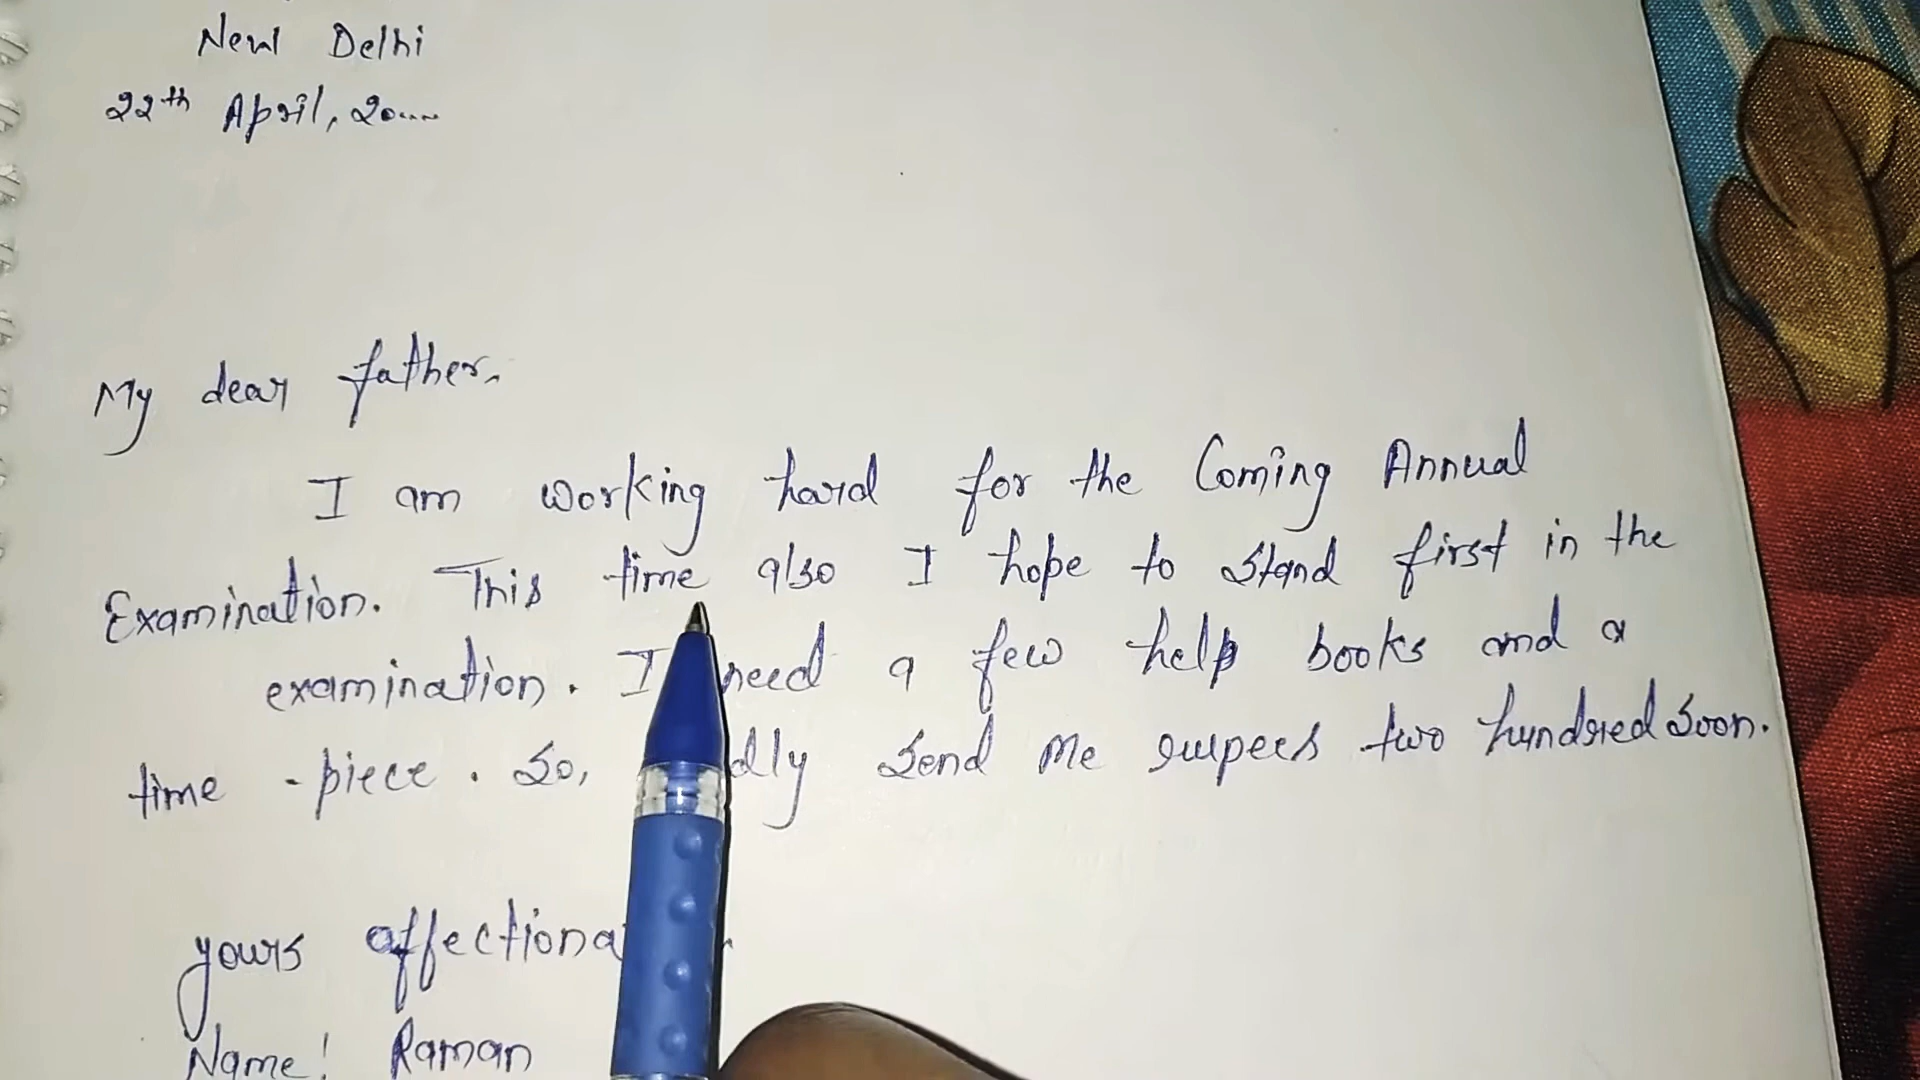 New Delhi
22th April, 20....
My dear father,
I am working hard for the Coming Annual
Examination. This time also I hope to stand first in the
examination. I need a few help books and a
time - piece. So, dly send me rupees two hundred soon.
yours affectiona
Name: Raman